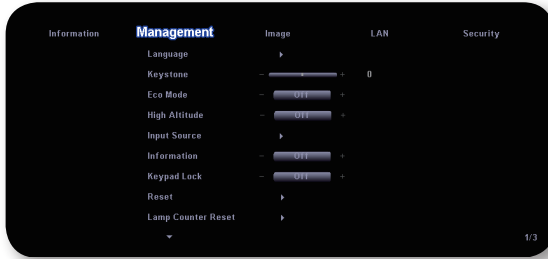 Information Management Image LAN Security
Language
Keystone - + 0
Eco Mode - Off +
High Altitude - Off +
Input Source
Information - Off +
Keypad Lock - Off +
Reset
Lamp Counter Reset
1/3